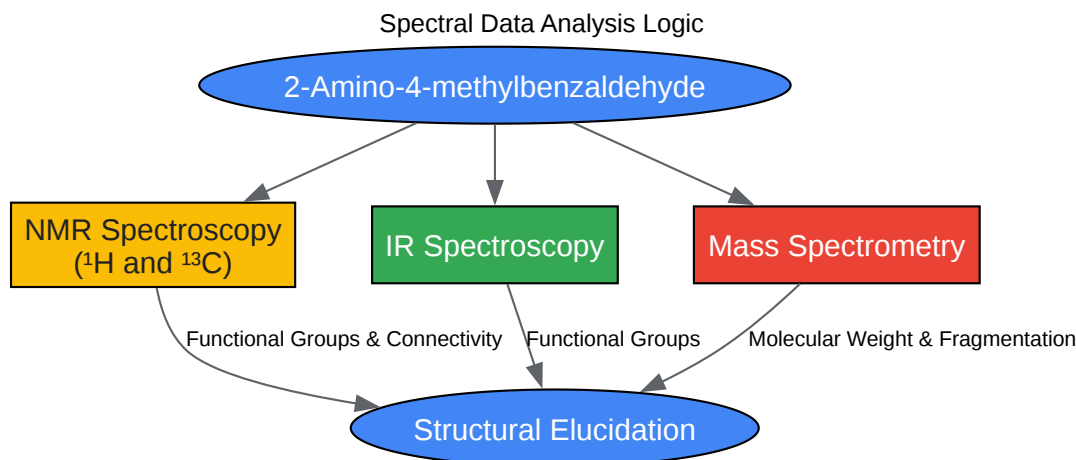 Spectral Data Analysis Logic
2-Amino-4-methylbenzaldehyde
NMR Spectroscopy
(¹H and ¹³C)
IR Spectroscopy
Mass Spectrometry
Functional Groups & Connectivity
Functional Groups
Molecular Weight & Fragmentation
Structural Elucidation